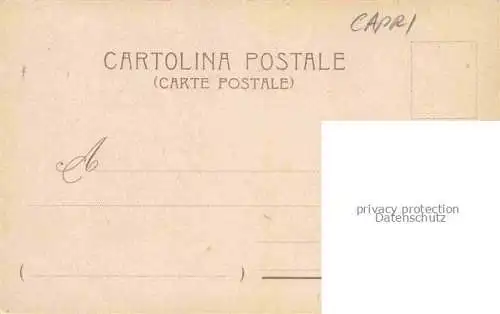 CAPRI
CARTOLINA POSTALE
(CARTE POSTALE)
A
privacy protection
Datenschutz
( )